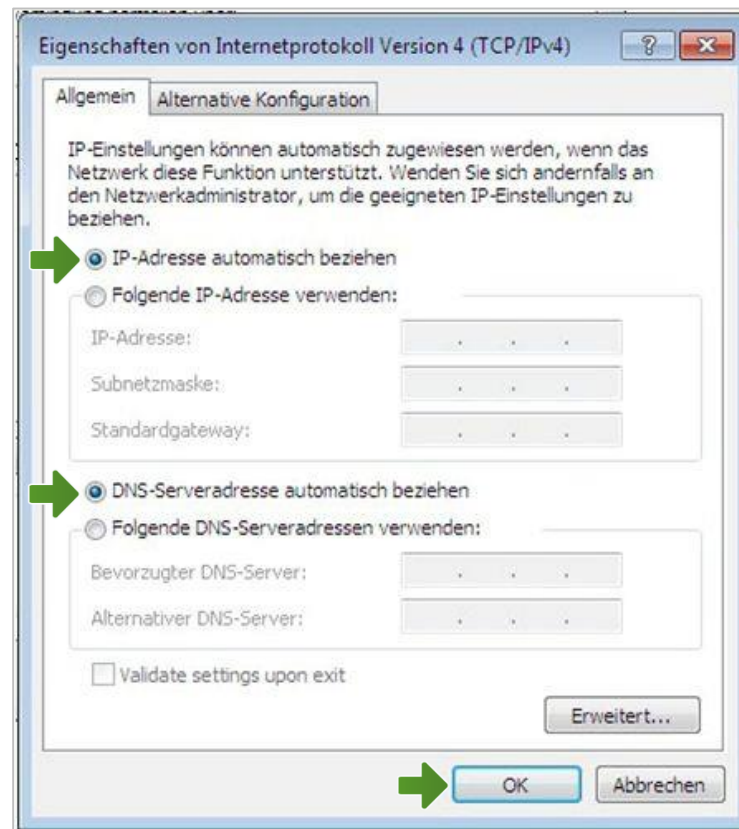 Eigenschaften von Internetprotokoll Version 4 (TCP/IPv4)
Allgemein
Alternative Konfiguration
IP-Einstellungen können automatisch zugewiesen werden, wenn das
Netzwerk diese Funktion unterstützt. Wenden Sie sich andernfalls an
den Netzwerkadministrator, um die geeigneten IP-Einstellungen zu
beziehen.
IP-Adresse automatisch beziehen
Folgende IP-Adresse verwenden:
IP-Adresse:
Subnetzmaske:
Standardgateway:
DNS-Serveradresse automatisch beziehen
Folgende DNS-Serveradressen verwenden:
Bevorzugter DNS-Server:
Alternativer DNS-Server:
Validate settings upon exit
Erweitert...
OK
Abbrechen